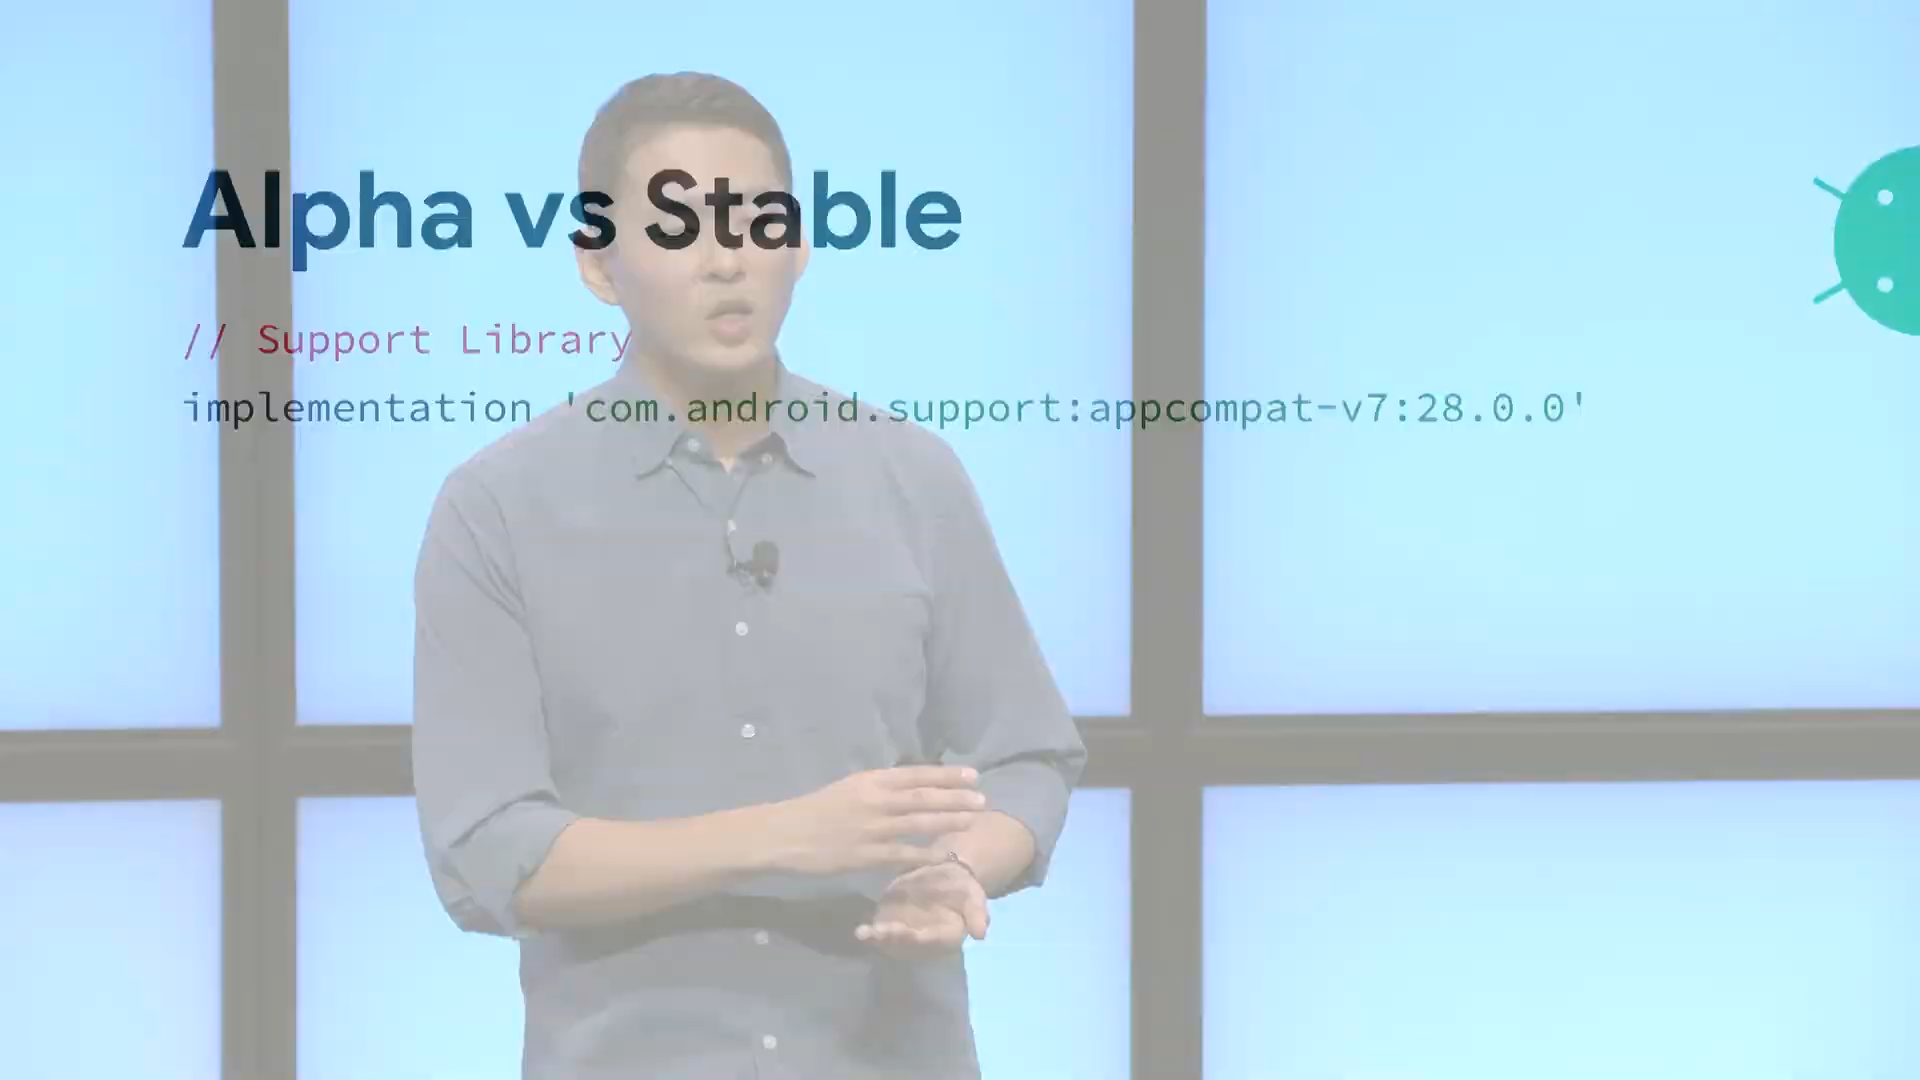 Alpha vs Stable
// Support Library
implementation 'com.android.support:appcompat-v7:28.0.0'